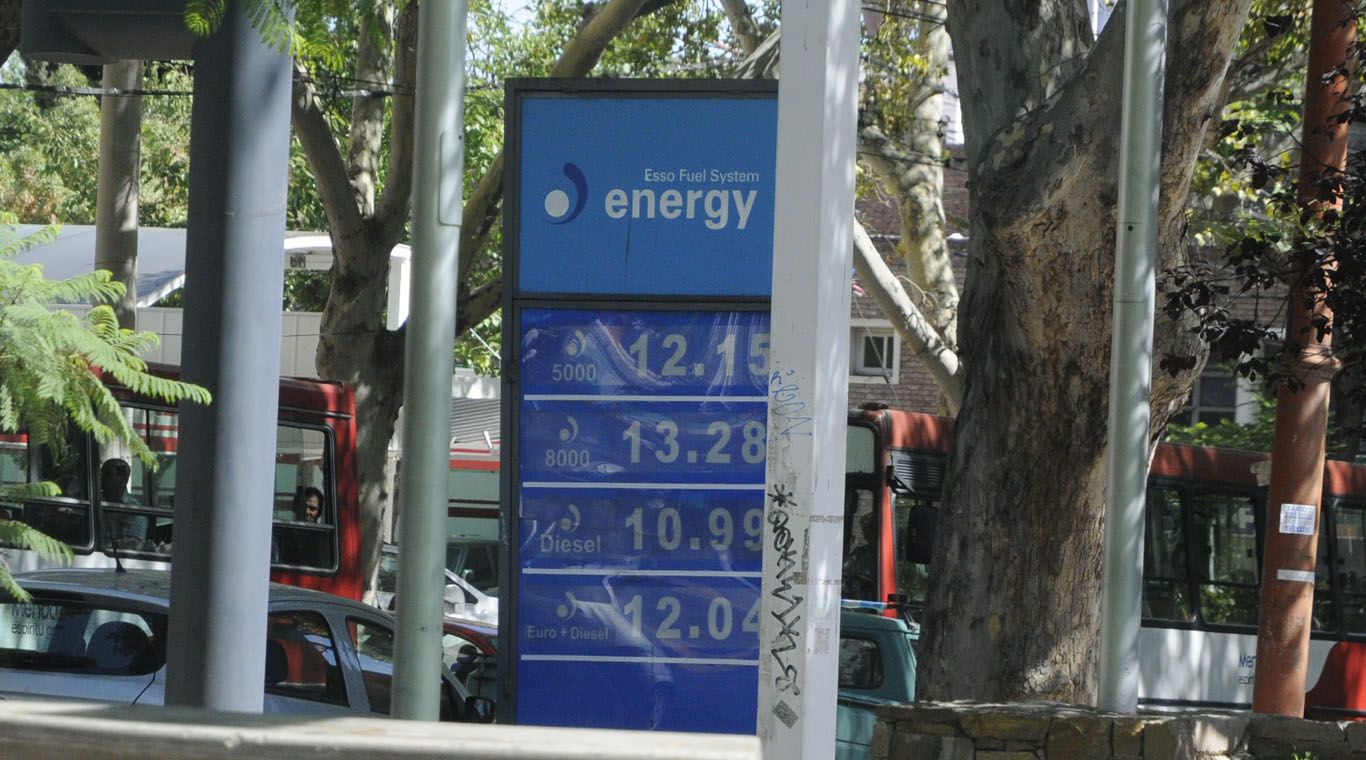 Esso Fuel System
energy
5000 12.15
8000 13.28
Diesel 10.99
Euro + Diesel 12.04